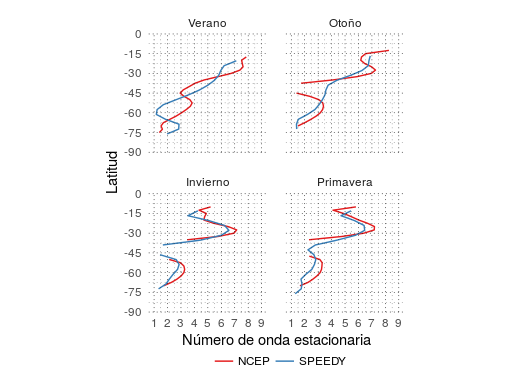 Verano Otoño
0
-15
-30
-45
-60
-75
-90
Invierno Primavera
0
-15
-30
-45
-60
-75
-90
Latitud
1 2 3 4 5 6 7 8 9 1 2 3 4 5 6 7 8 9
Número de onda estacionaria
NCEP SPEEDY